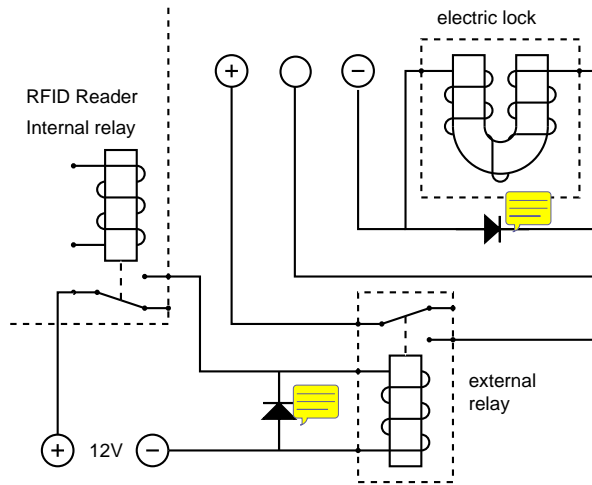 electric lock
RFID Reader
Internal relay
+
−
external
relay
+ 12V −